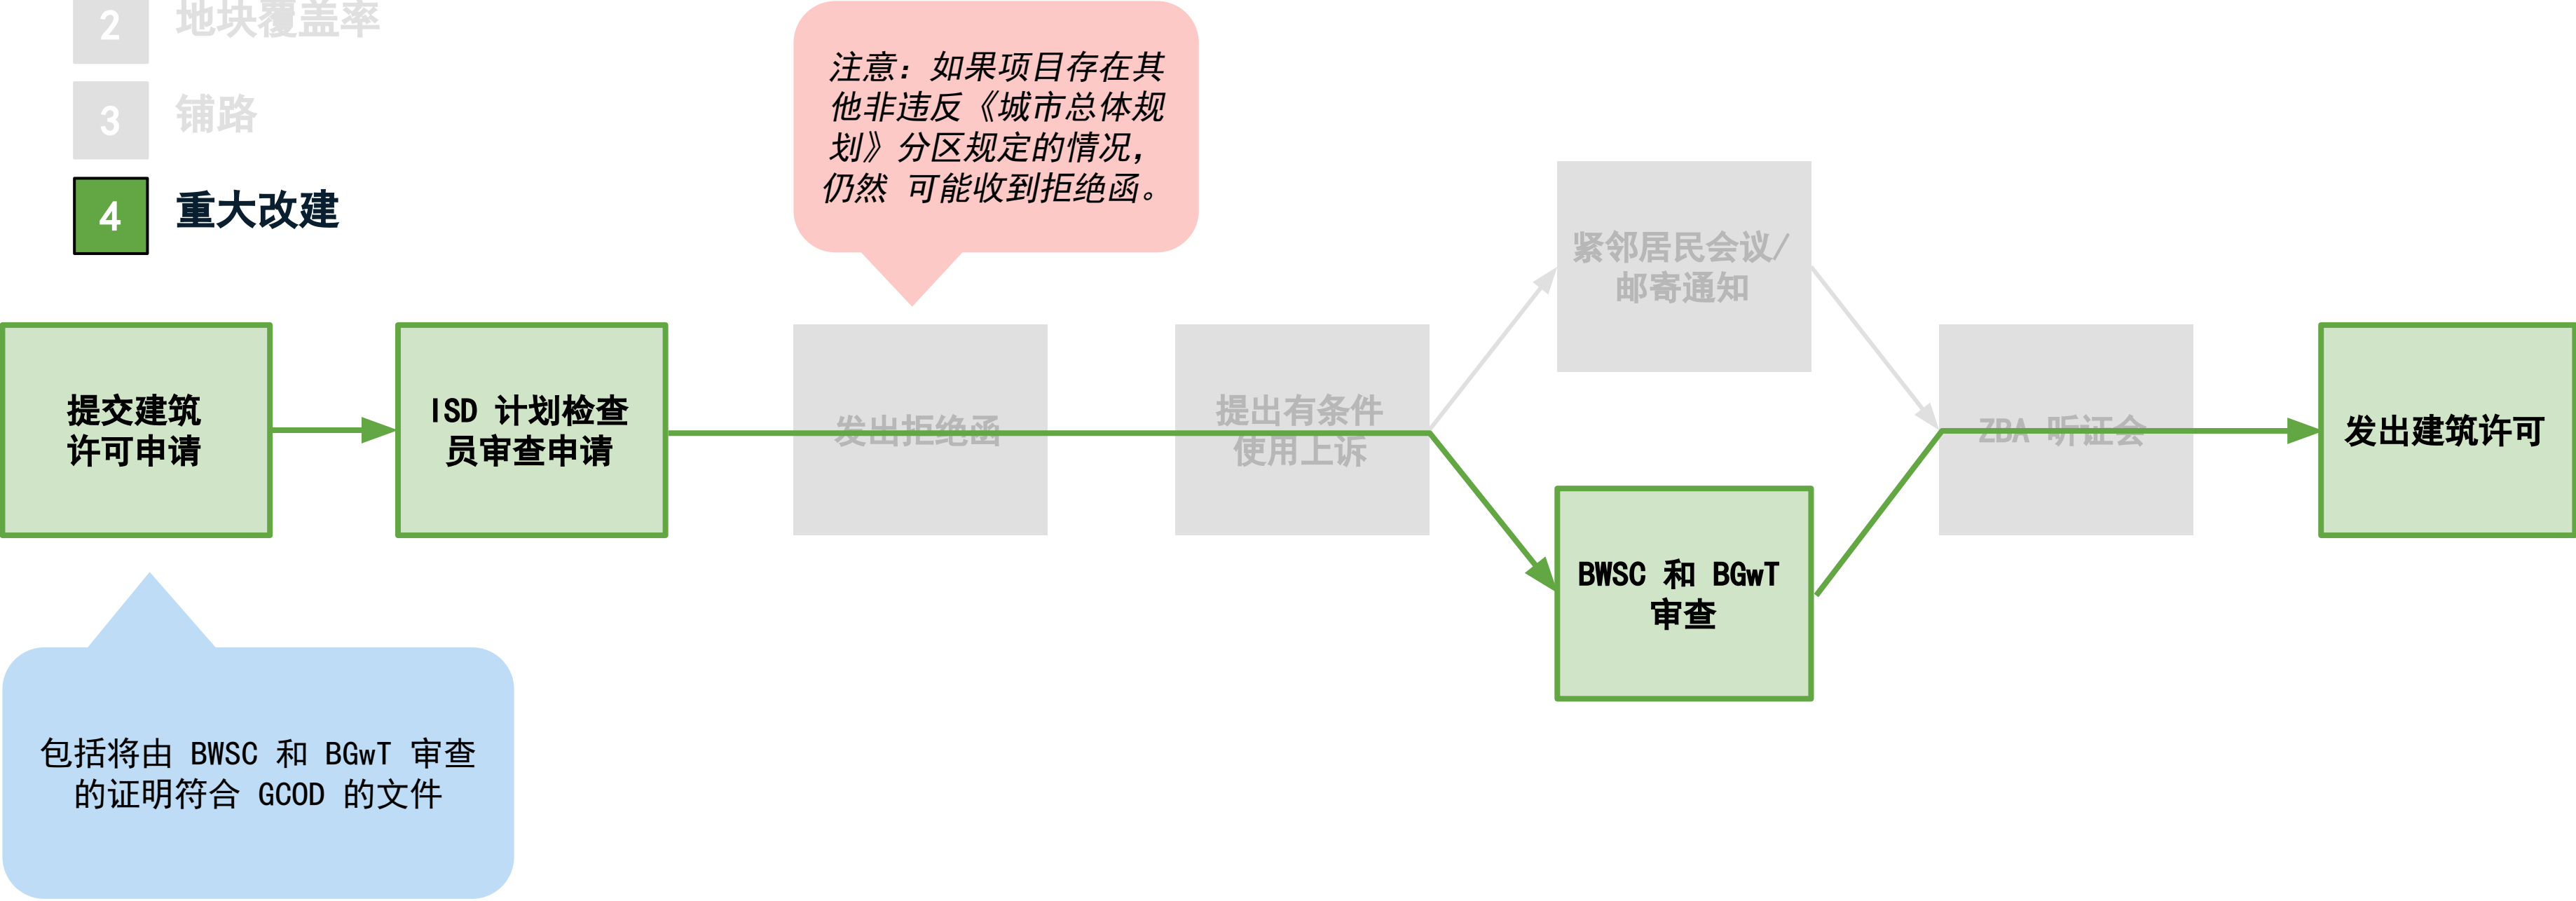 2 地块覆盖率
3 铺路
4 重大改建
注意：如果项目存在其
他非违反《城市总体规
划》分区规定的情况，
仍然 可能收到拒绝函。
紧邻居民会议/
邮寄通知
提交建筑
许可申请
ISD 计划检查
员审查申请
发出拒绝函
提出有条件
使用上诉
ZBA 听证会
发出建筑许可
BWSC 和 BGwT
审查
包括将由 BWSC 和 BGwT 审查
的证明符合 GCOD 的文件